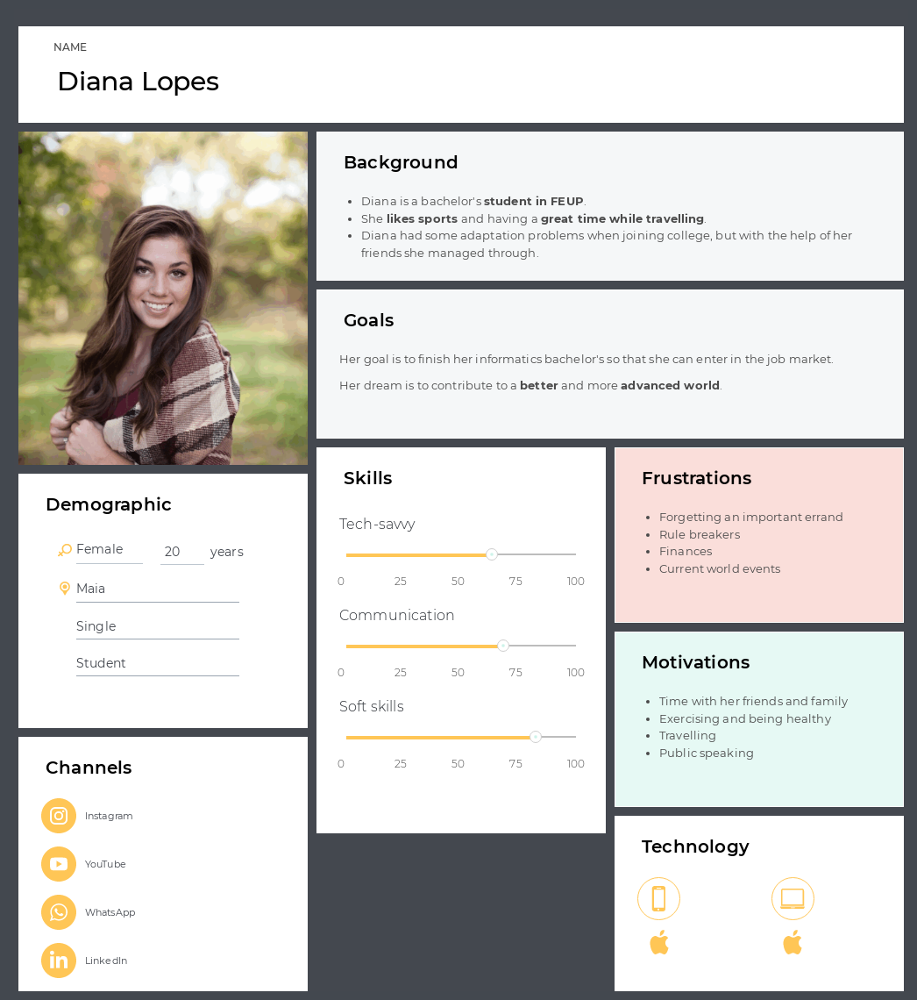 NAME
Diana Lopes
Background
• Diana is a bachelor's student in FEUP.
• She likes sports and having a great time while travelling.
• Diana had some adaptation problems when joining college, but with the help of her
friends she managed through.
Goals
Her goal is to finish her informatics bachelor's so that she can enter in the job market.
Her dream is to contribute to a better and more advanced world.
Demographic
Female 20 years
Maia
Single
Student
Channels
Instagram
YouTube
WhatsApp
LinkedIn
Skills
Tech-savvy
0 25 50 75 100
Communication
0 25 50 75 100
Soft skills
0 25 50 75 100
Frustrations
• Forgetting an important errand
• Rule breakers
• Finances
• Current world events
Motivations
• Time with her friends and family
• Exercising and being healthy
• Travelling
• Public speaking
Technology